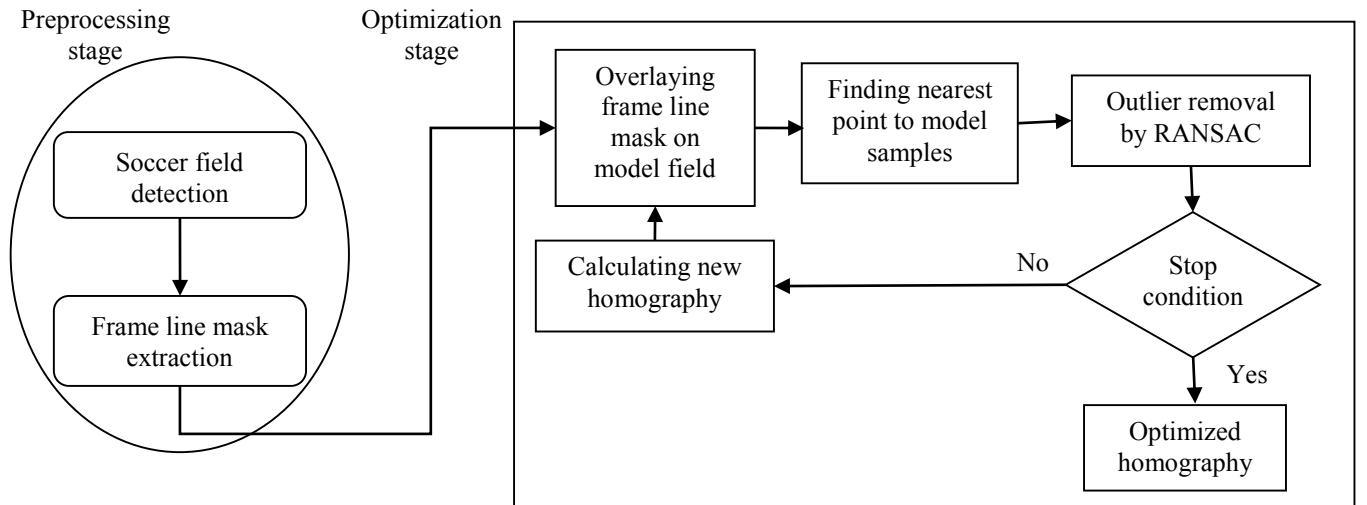 Preprocessing
stage
Soccer field
detection
Frame line mask
extraction
Optimization
stage
Overlaying
frame line
mask on
model field
Finding nearest
point to model
samples
Outlier removal
by RANSAC
Stop
condition
No
Calculating new
homography
Yes
Optimized
homography